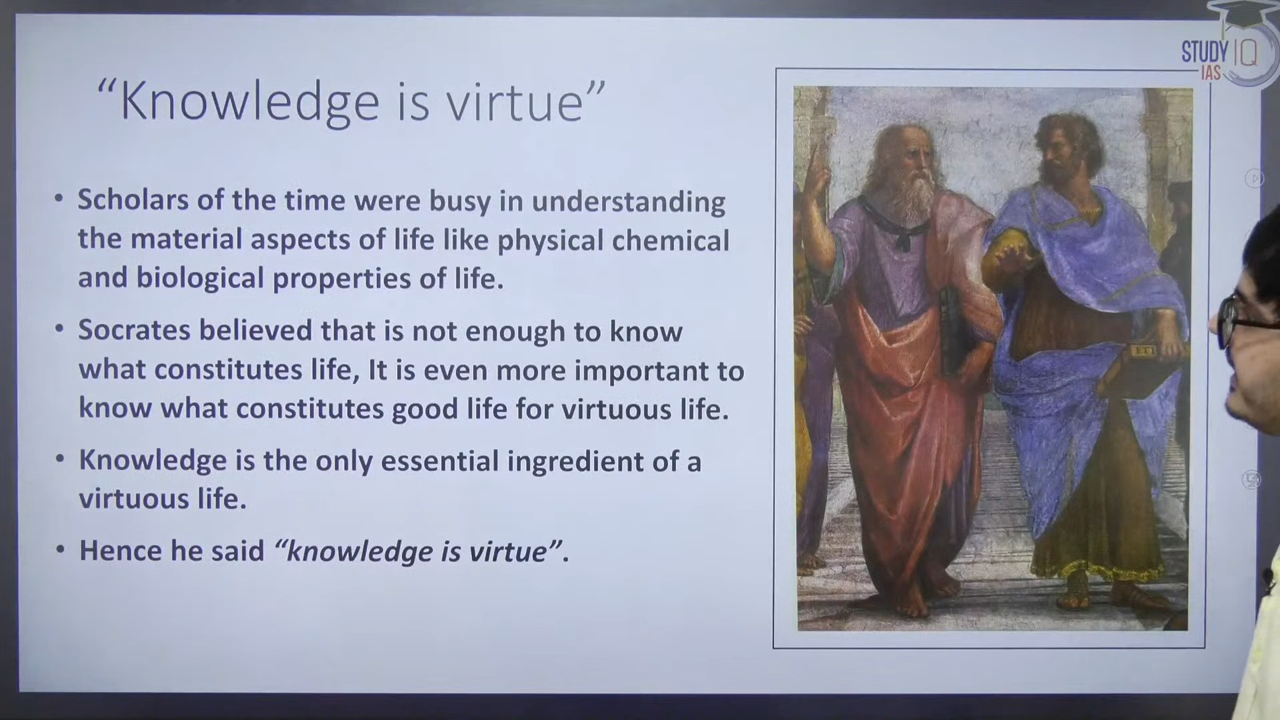 STUDY IQ
IAS
“Knowledge is virtue”
• Scholars of the time were busy in understanding
the material aspects of life like physical chemical
and biological properties of life.
• Socrates believed that is not enough to know
what constitutes life, It is even more important to
know what constitutes good life for virtuous life.
• Knowledge is the only essential ingredient of a
virtuous life.
• Hence he said “knowledge is virtue”.